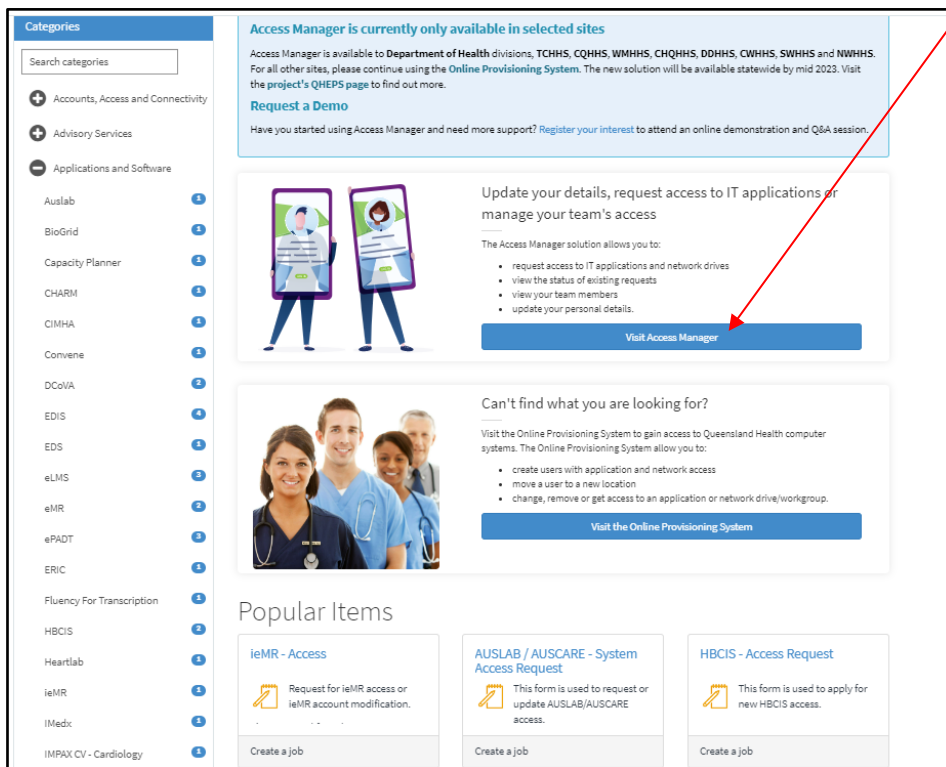 Categories
Search categories
Accounts, Access and Connectivity
Advisory Services
Applications and Software
Auslab 1
BioGrid 1
Capacity Planner 1
CHARM 1
CIMHA 1
Convene 1
DCoVA 2
EDIS 4
EDS 1
eLMS 3
eMR 2
ePADT 3
ERIC 1
Fluency For Transcription 1
HBCIS 2
Heartlab 1
ieMR 1
IMedx 1
IMPAX CV - Cardiology 1
Access Manager is currently only available in selected sites
Access Manager is available to Department of Health divisions, TCHHS, CQHHS, WMHHS, CHQHHS, DDHHS, CWHHS, SWHHS and NWHHS.
For all other sites, please continue using the Online Provisioning System. The new solution will be available statewide by mid 2023. Visit
the project's QHEPS page to find out more.
Request a Demo
Have you started using Access Manager and need more support? Register your interest to attend an online demonstration and Q&A session.
Update your details, request access to IT applications or
manage your team's access
The Access Manager solution allows you to:
• request access to IT applications and network drives
• view the status of existing requests
• view your team members
• update your personal details.
Visit Access Manager
Can't find what you are looking for?
Visit the Online Provisioning System to gain access to Queensland Health computer
systems. The Online Provisioning System allow you to:
• create users with application and network access
• move a user to a new location
• change, remove or get access to an application or network drive/workgroup.
Visit the Online Provisioning System
Popular Items
ieMR - Access
Request for ieMR access or
ieMR account modification.
Create a job
AUSLAB / AUSCARE - System
Access Request
This form is used to request or
update AUSLAB/AUSCARE
access.
Create a job
HBCIS - Access Request
This form is used to apply for
new HBCIS access.
Create a job